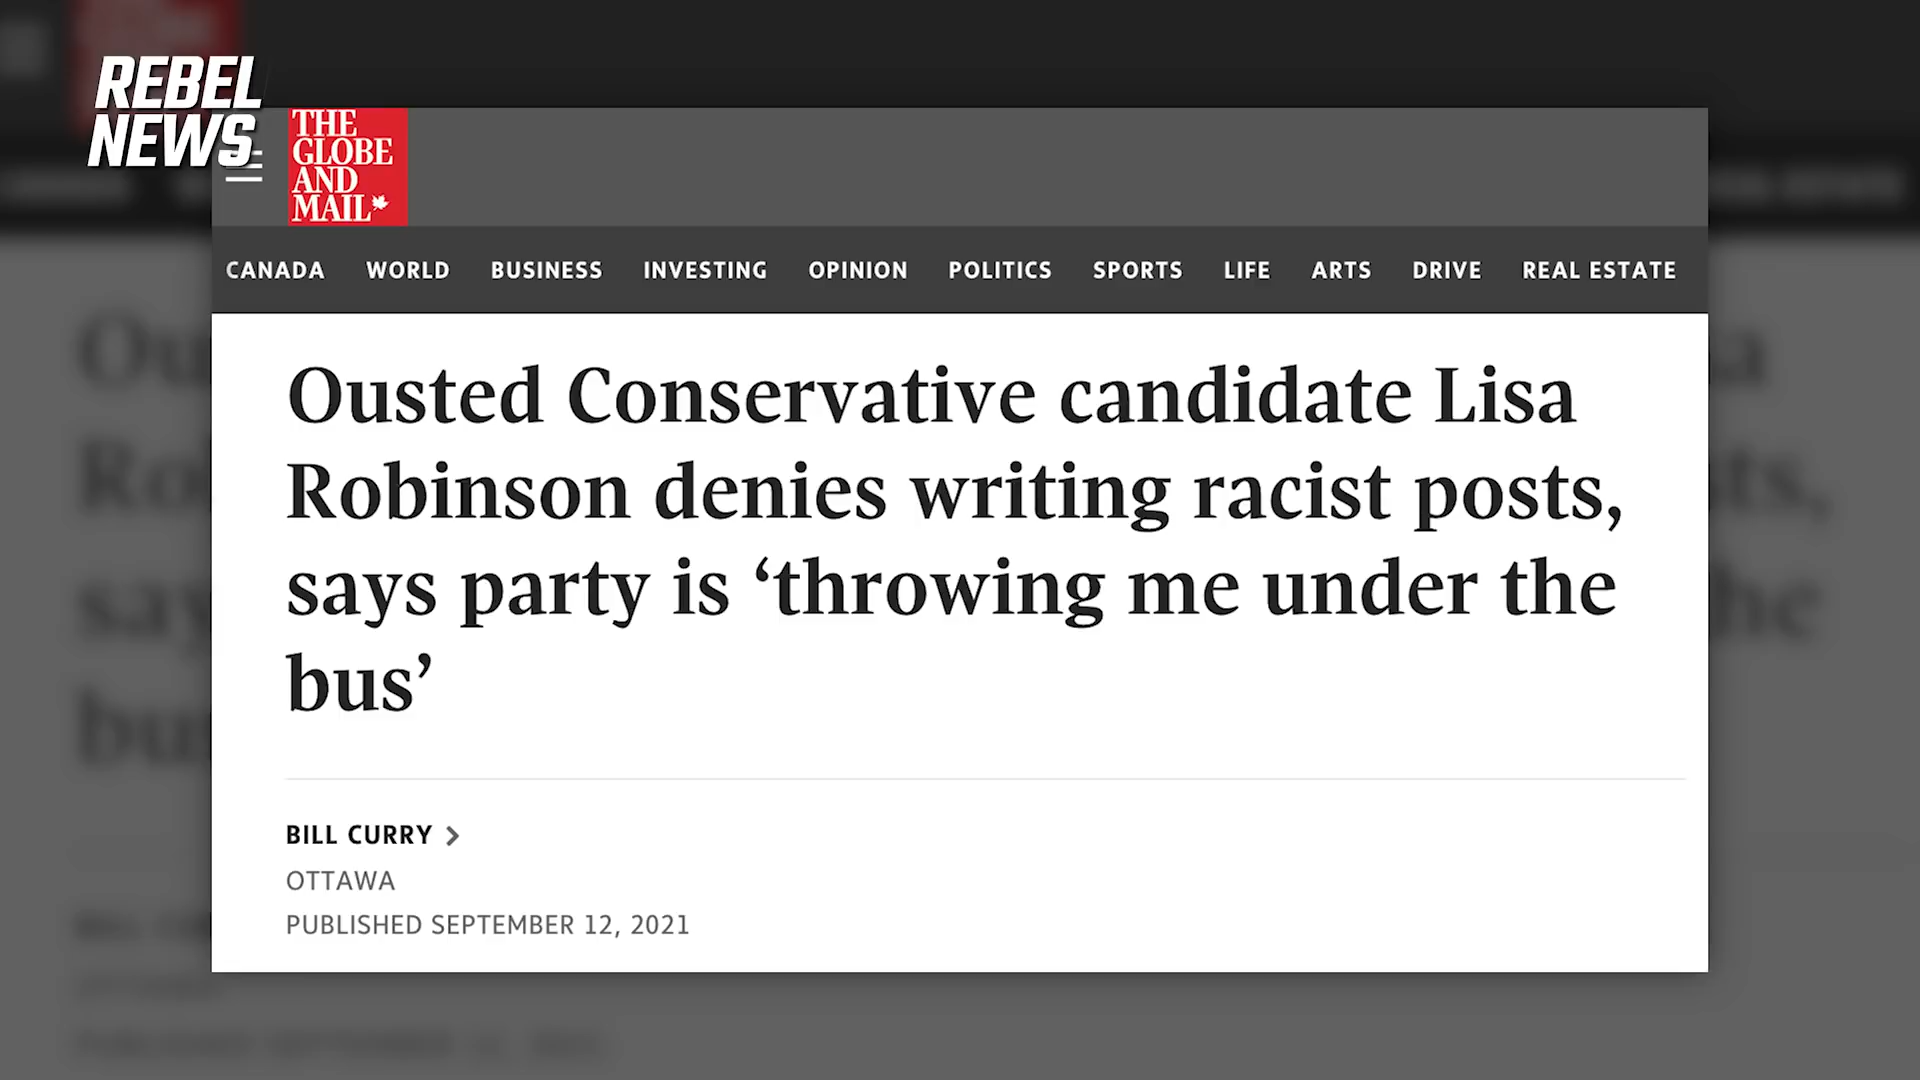 REBEL
NEWS
THE
GLOBE
AND
MAIL
CANADA WORLD BUSINESS INVESTING OPINION POLITICS SPORTS LIFE ARTS DRIVE REAL ESTATE
Ousted Conservative candidate Lisa
Robinson denies writing racist posts,
says party is ‘throwing me under the
bus’
BILL CURRY
OTTAWA
PUBLISHED SEPTEMBER 12, 2021